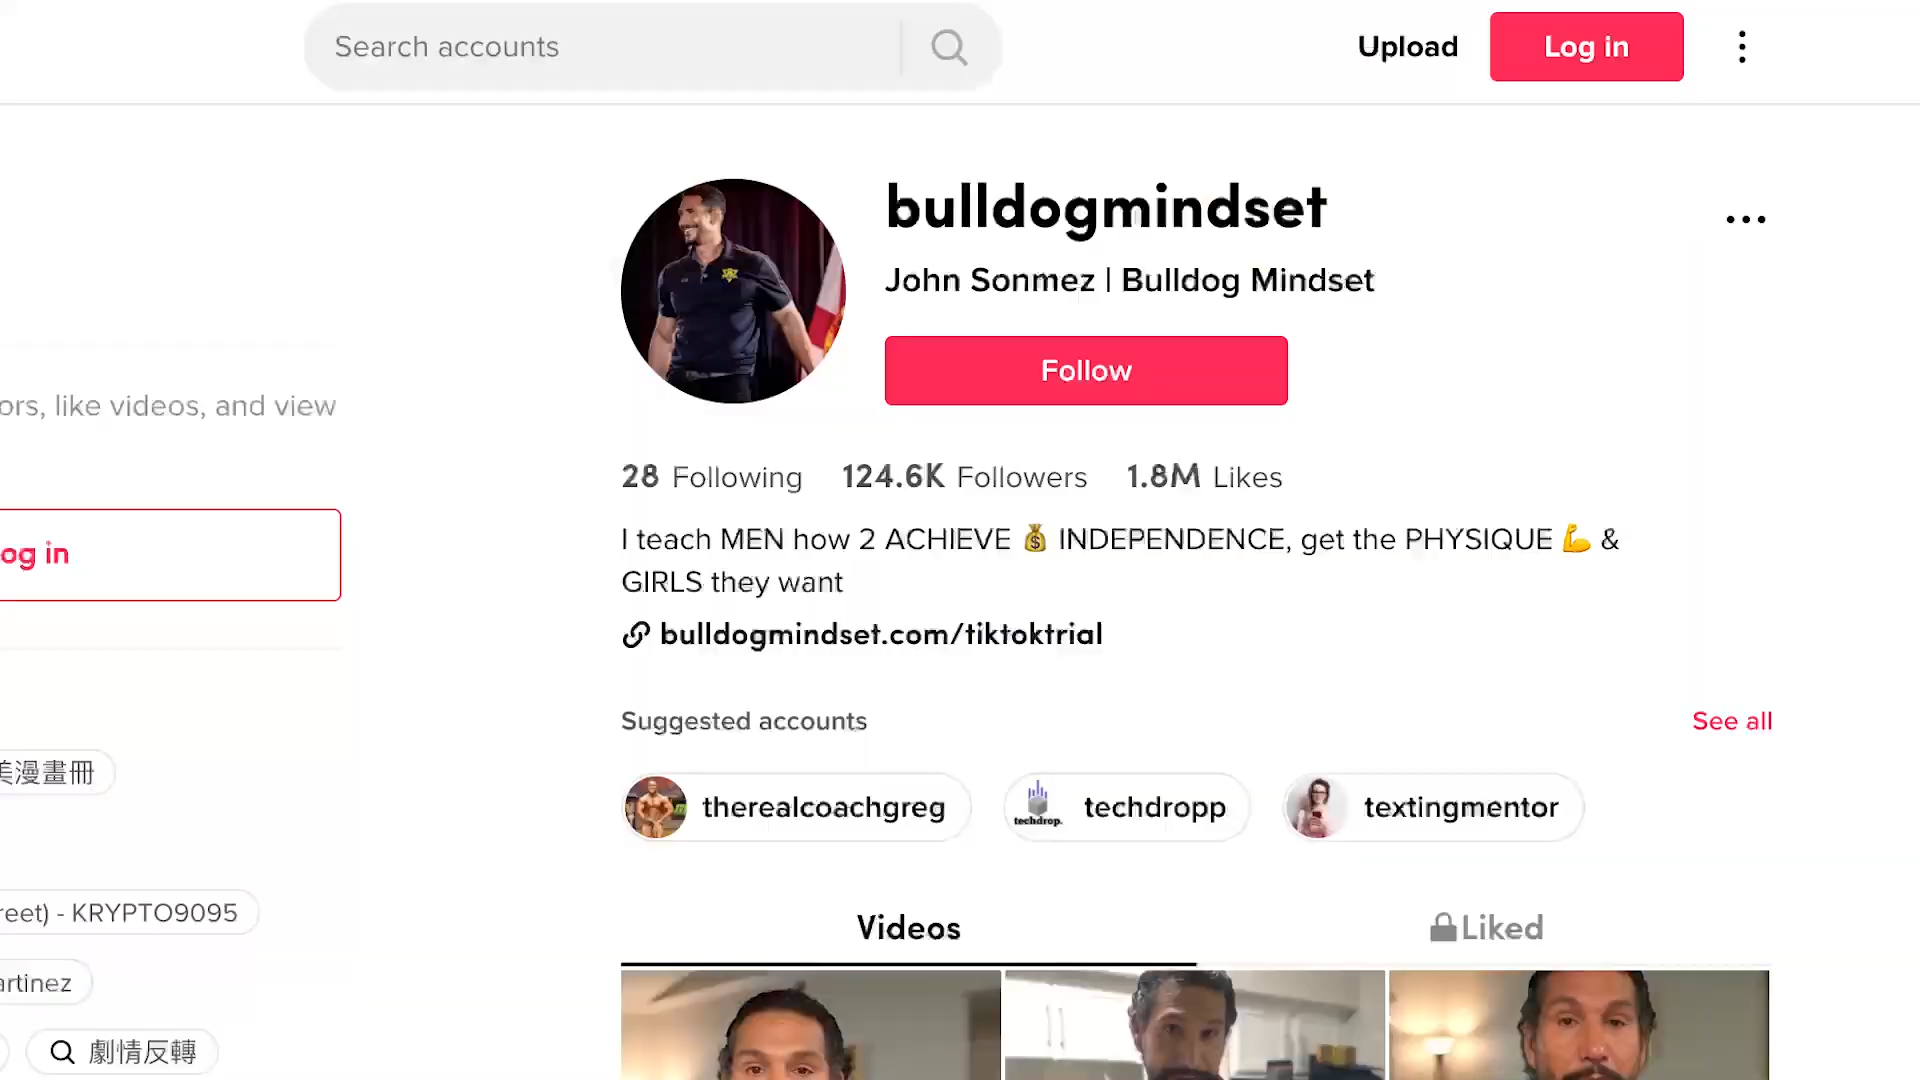 Search accounts
Upload
Log in
bulldogmindset
John Sonmez | Bulldog Mindset
Follow
28 Following 124.6K Followers 1.8M Likes
I teach MEN how 2 ACHIEVE 💰 INDEPENDENCE, get the PHYSIQUE 💪 &
GIRLS they want
bulldogmindset.com/tiktoktrial
Suggested accounts
See all
therealcoachgreg
techdrop.
techdropp
textingmentor
Videos
Liked
ors, like videos, and view
og in
美漫畫冊
reet) - KRYPTO9095
artinez
劇情反轉